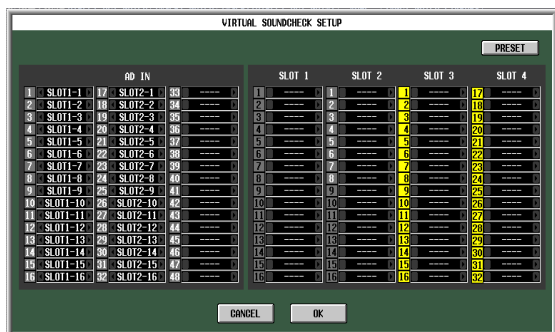 VIRTUAL SOUNDCHECK SETUP
PRESET
AD IN SLOT 1 SLOT 2 SLOT 3 SLOT 4
1 SLOT1-1 17 SLOT2-1 33 ---- 1 ---- 1 ---- 1 ---- 17 ----
2 SLOT1-2 18 SLOT2-2 34 ---- 2 ---- 2 ---- 2 ---- 18 ----
3 SLOT1-3 19 SLOT2-3 35 ---- 3 ---- 3 ---- 3 ---- 19 ----
4 SLOT1-4 20 SLOT2-4 36 ---- 4 ---- 4 ---- 4 ---- 20 ----
5 SLOT1-5 21 SLOT2-5 37 ---- 5 ---- 5 ---- 5 ---- 21 ----
6 SLOT1-6 22 SLOT2-6 38 ---- 6 ---- 6 ---- 6 ---- 22 ----
7 SLOT1-7 23 SLOT2-7 39 ---- 7 ---- 7 ---- 7 ---- 23 ----
8 SLOT1-8 24 SLOT2-8 40 ---- 8 ---- 8 ---- 8 ---- 24 ----
9 SLOT1-9 25 SLOT2-9 41 ---- 9 ---- 9 ---- 9 ---- 25 ----
10 SLOT1-10 26 SLOT2-10 42 ---- 10 ---- 10 ---- 10 ---- 26 ----
11 SLOT1-11 27 SLOT2-11 43 ---- 11 ---- 11 ---- 11 ---- 27 ----
12 SLOT1-12 28 SLOT2-12 44 ---- 12 ---- 12 ---- 12 ---- 28 ----
13 SLOT1-13 29 SLOT2-13 45 ---- 13 ---- 13 ---- 13 ---- 29 ----
14 SLOT1-14 30 SLOT2-14 46 ---- 14 ---- 14 ---- 14 ---- 30 ----
15 SLOT1-15 31 SLOT2-15 47 ---- 15 ---- 15 ---- 15 ---- 31 ----
16 SLOT1-16 32 SLOT2-16 48 ---- 16 ---- 16 ---- 16 ---- 32 ----
CANCEL OK